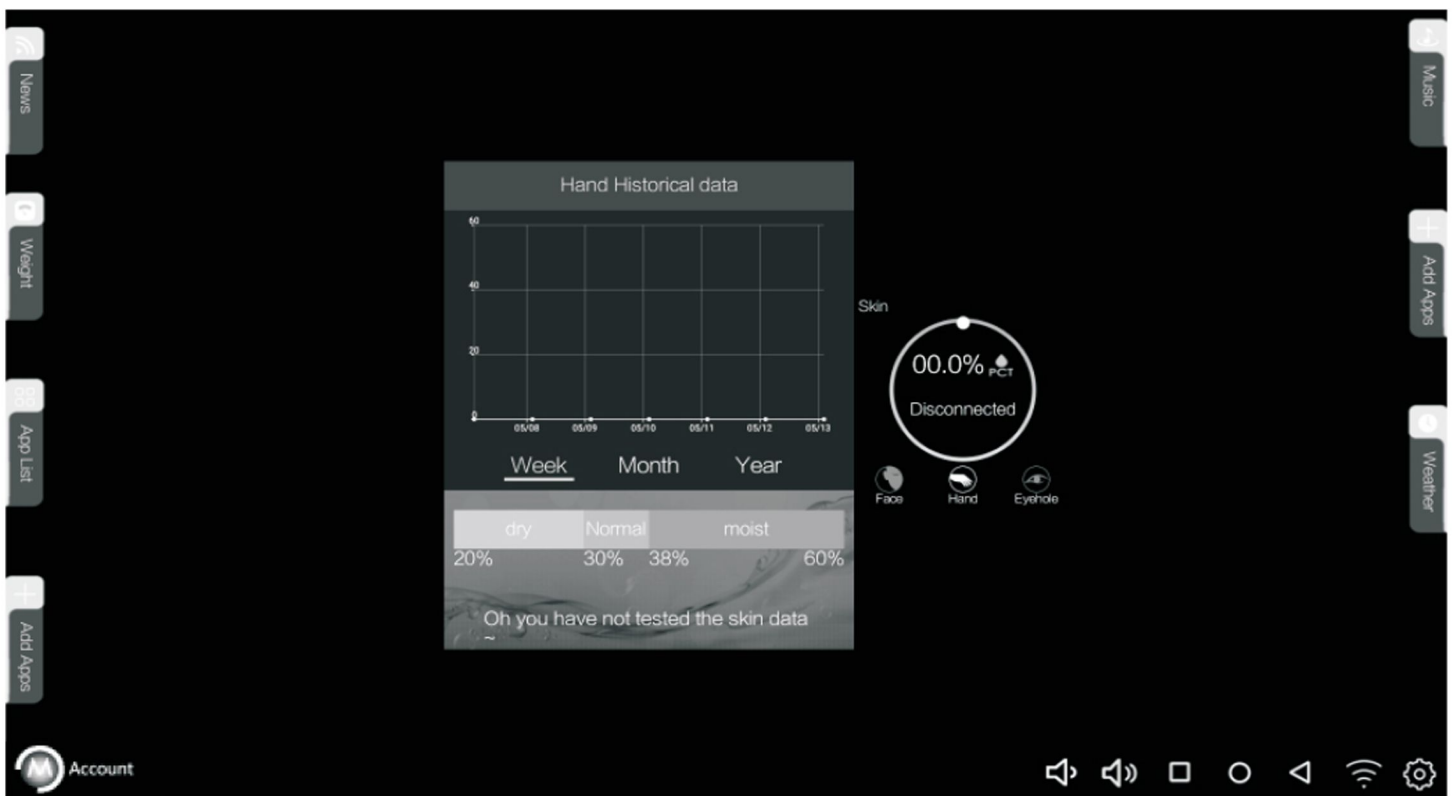 News
Weight
App List
Add Apps
Music
Add Apps
Weather
Hand Historical data
60
40
20
0
05/08 05/09 05/10 05/11 05/12 05/13
Week Month Year
dry Normal moist
20% 30% 38% 60%
Oh you have not tested the skin data
~
Skin
00.0% PCT
Disconnected
Face Hand Eyehole
M Account